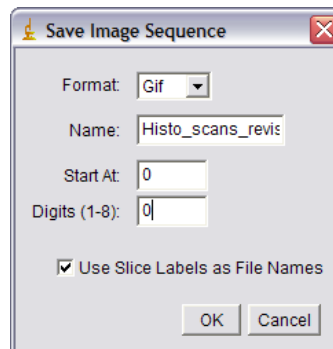 Save Image Sequence
Format: Gif
Name: Histo_scans_revis
Start At: 0
Digits (1-8): 0
Use Slice Labels as File Names
OK Cancel